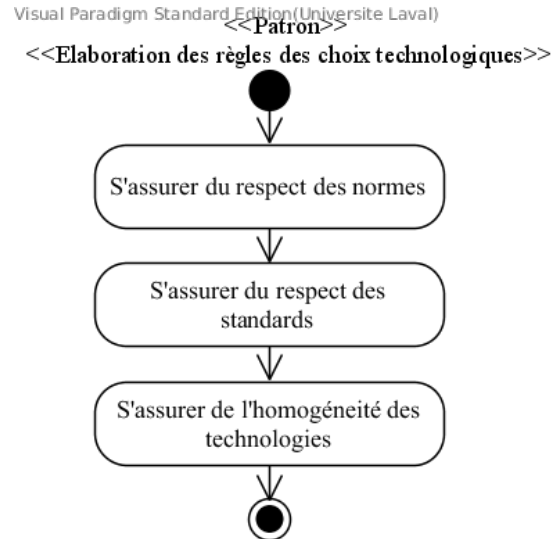 Visual Paradigm Standard Edition(Universite Laval)
<<Patron>>
<<Elaboration des règles des choix technologiques>>
S'assurer du respect des normes
S'assurer du respect des
standards
S'assurer de l'homogéneité des
technologies